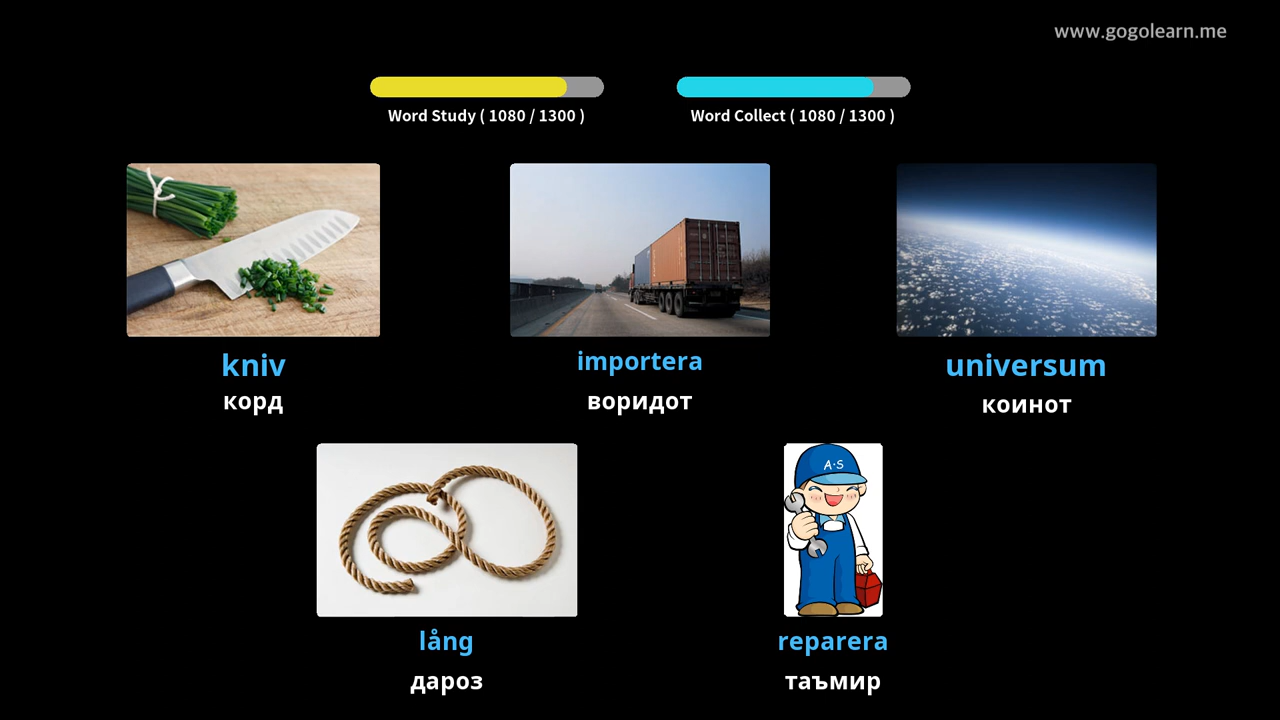 www.gogolearn.me
Word Study ( 1080 / 1300 )
Word Collect ( 1080 / 1300 )
kniv
корд
importera
воридот
universum
коинот
A·S
lång
дароз
reparera
таъмир